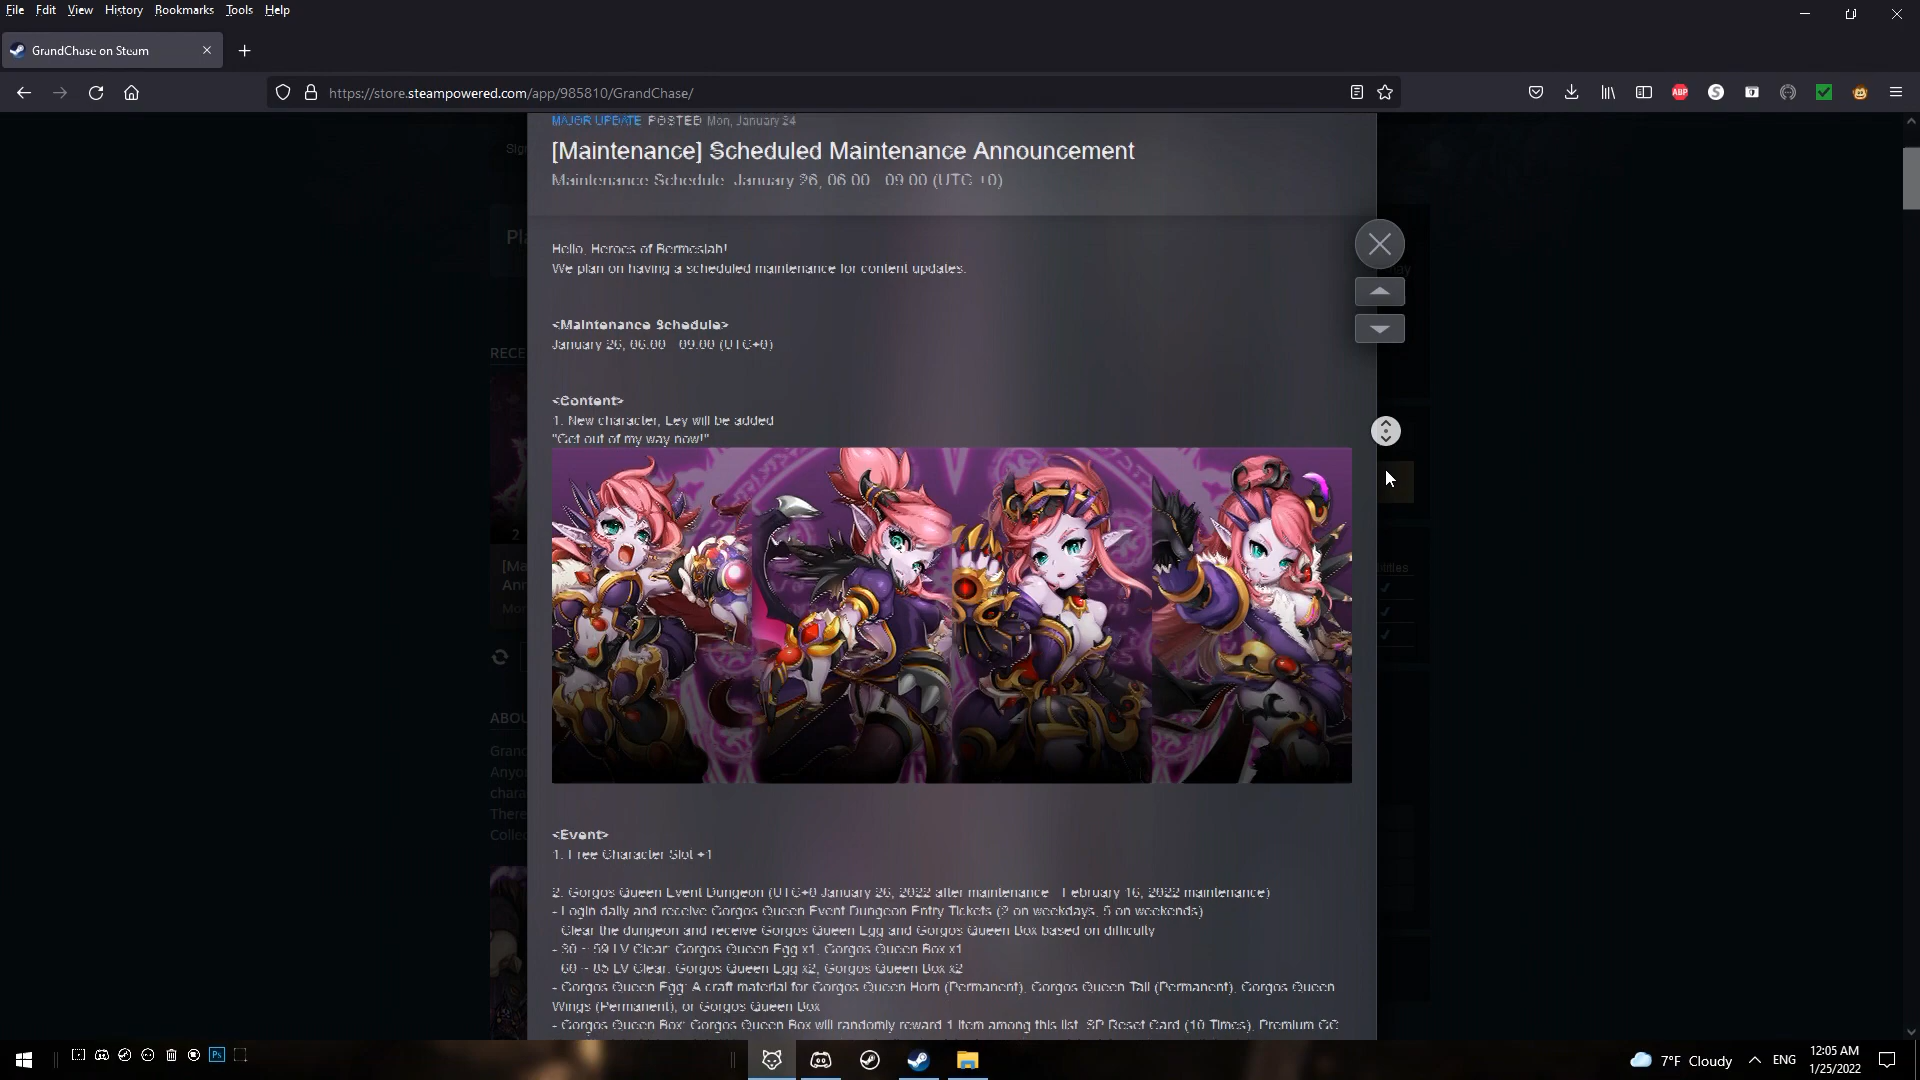 File Edit View History Bookmarks Tools Help
GrandChase on Steam
https://store.steampowered.com/app/985810/GrandChase/
MAJOR UPDATE POSTED Mon, January 24
[Maintenance] Scheduled Maintenance Announcement
Maintenance Schedule: January 26, 06:00 - 09:00 (UTC +0)
Hello, Heroes of Bermesiah!
We plan on having a scheduled maintenance for content updates.
<Maintenance Schedule>
January 26, 06:00 - 09:00 (UTC+0)
<Content>
1. New character, Ley will be added
"Get out of my way now!"
<Event>
1. Free Character Slot +1
2. Gorgos Queen Event Dungeon (UTC+0 January 26, 2022 after maintenance - February 16, 2022 maintenance)
- Login daily and receive Gorgos Queen Event Dungeon Entry Tickets (2 on weekdays, 5 on weekends)
- Clear the dungeon and receive Gorgos Queen Egg and Gorgos Queen Box based on difficulty
- 30 ~ 59 LV Clear: Gorgos Queen Egg x1, Gorgos Queen Box x1
- 60 ~ 85 LV Clear: Gorgos Queen Egg x2, Gorgos Queen Box x2
- Gorgos Queen Egg: A craft material for Gorgos Queen Horn (Permanent), Gorgos Queen Tail (Permanent), Gorgos Queen
Wings (Permanent), or Gorgos Queen Box
- Gorgos Queen Box: Gorgos Queen Box will randomly reward 1 item among this list: SP Reset Card (10 Times), Premium GC
RECE
ABOU
Grand
Anyo
chara
There
Colle
ABP
S
Ps
7°F Cloudy
ENG
12:05 AM
1/25/2022